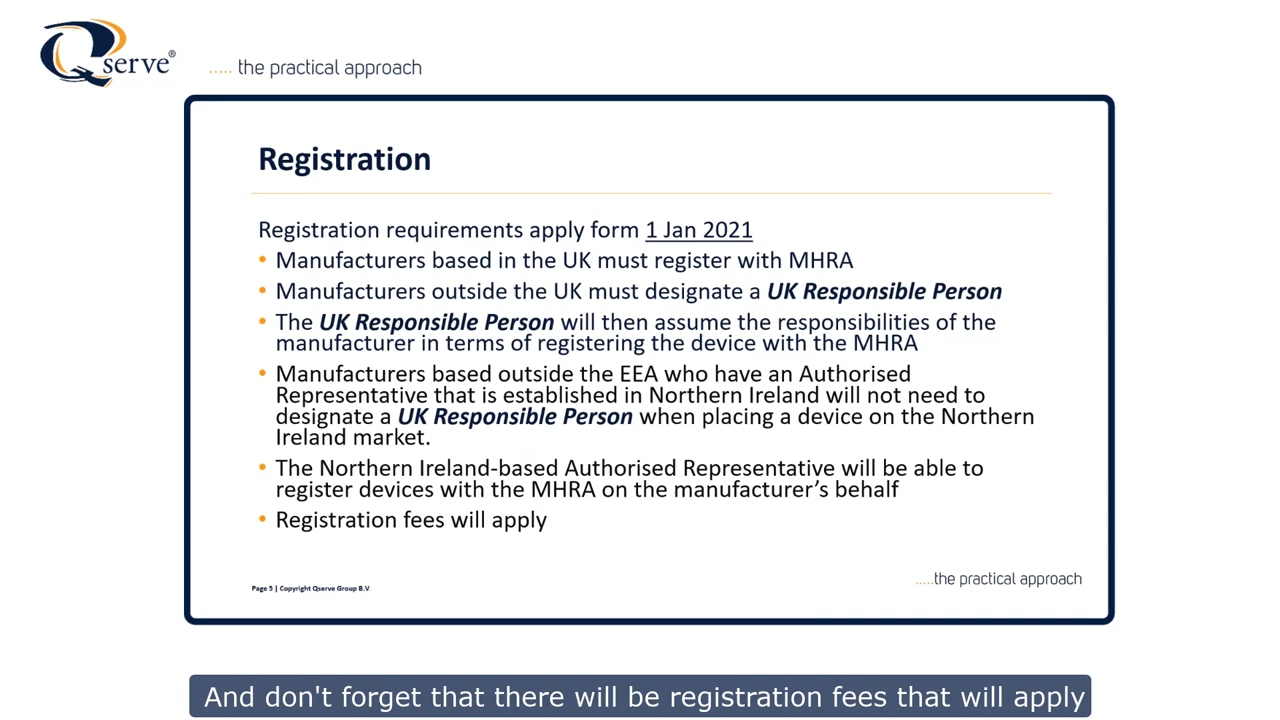 Qserve®
..... the practical approach
Registration
Registration requirements apply form 1 Jan 2021
• Manufacturers based in the UK must register with MHRA
• Manufacturers outside the UK must designate a UK Responsible Person
• The UK Responsible Person will then assume the responsibilities of the
manufacturer in terms of registering the device with the MHRA
• Manufacturers based outside the EEA who have an Authorised
Representative that is established in Northern Ireland will not need to
designate a UK Responsible Person when placing a device on the Northern
Ireland market.
• The Northern Ireland-based Authorised Representative will be able to
register devices with the MHRA on the manufacturer’s behalf
• Registration fees will apply
.....the practical approach
Page 5 | Copyright Qserve Group B.V.
And don't forget that there will be registration fees that will apply